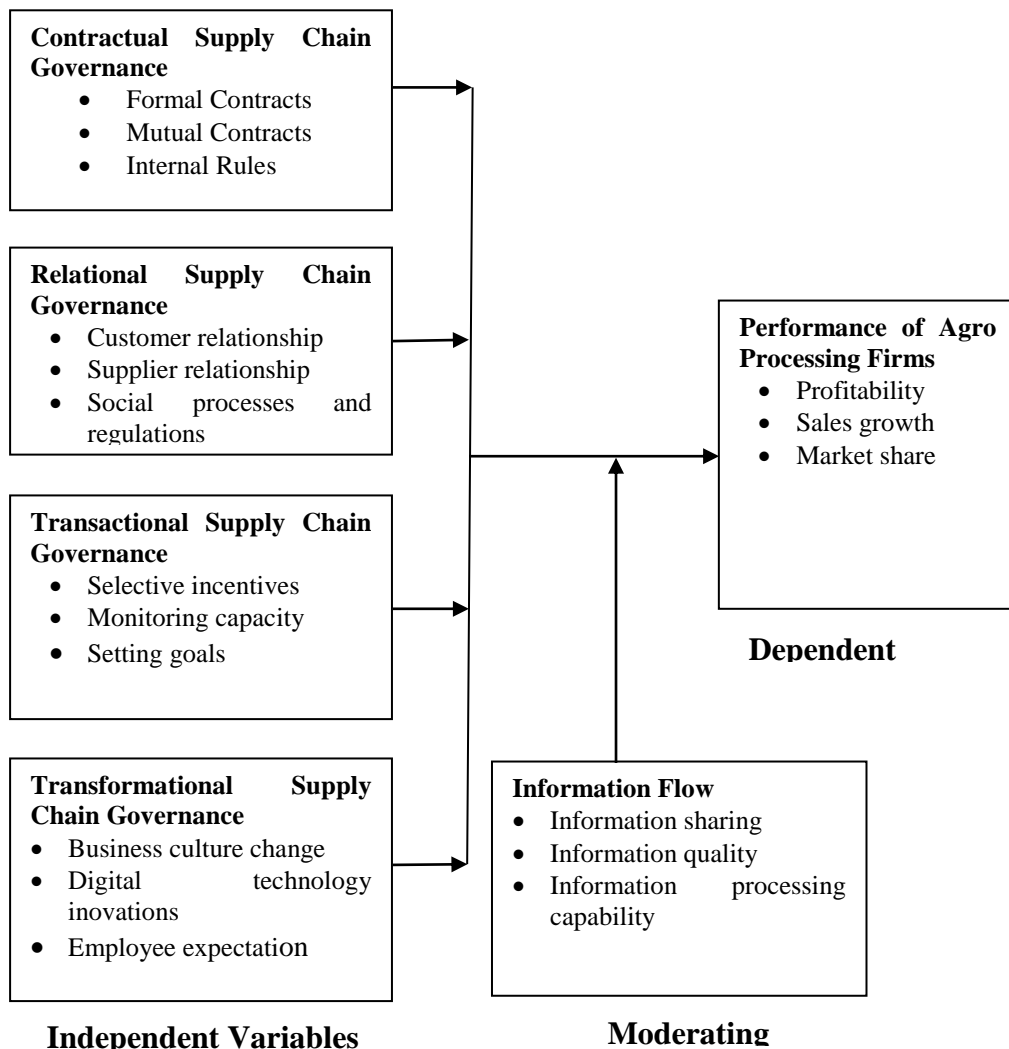 Contractual Supply Chain
Governance
• Formal Contracts
• Mutual Contracts
• Internal Rules
Relational Supply Chain
Governance
• Customer relationship
• Supplier relationship
• Social processes and
regulations
Transactional Supply Chain
Governance
• Selective incentives
• Monitoring capacity
• Setting goals
Transformational Supply
Chain Governance
• Business culture change
• Digital technology
inovations
• Employee expectation
Independent Variables
Performance of Agro
Processing Firms
• Profitability
• Sales growth
• Market share
Dependent
Information Flow
• Information sharing
• Information quality
• Information processing
capability
Moderating